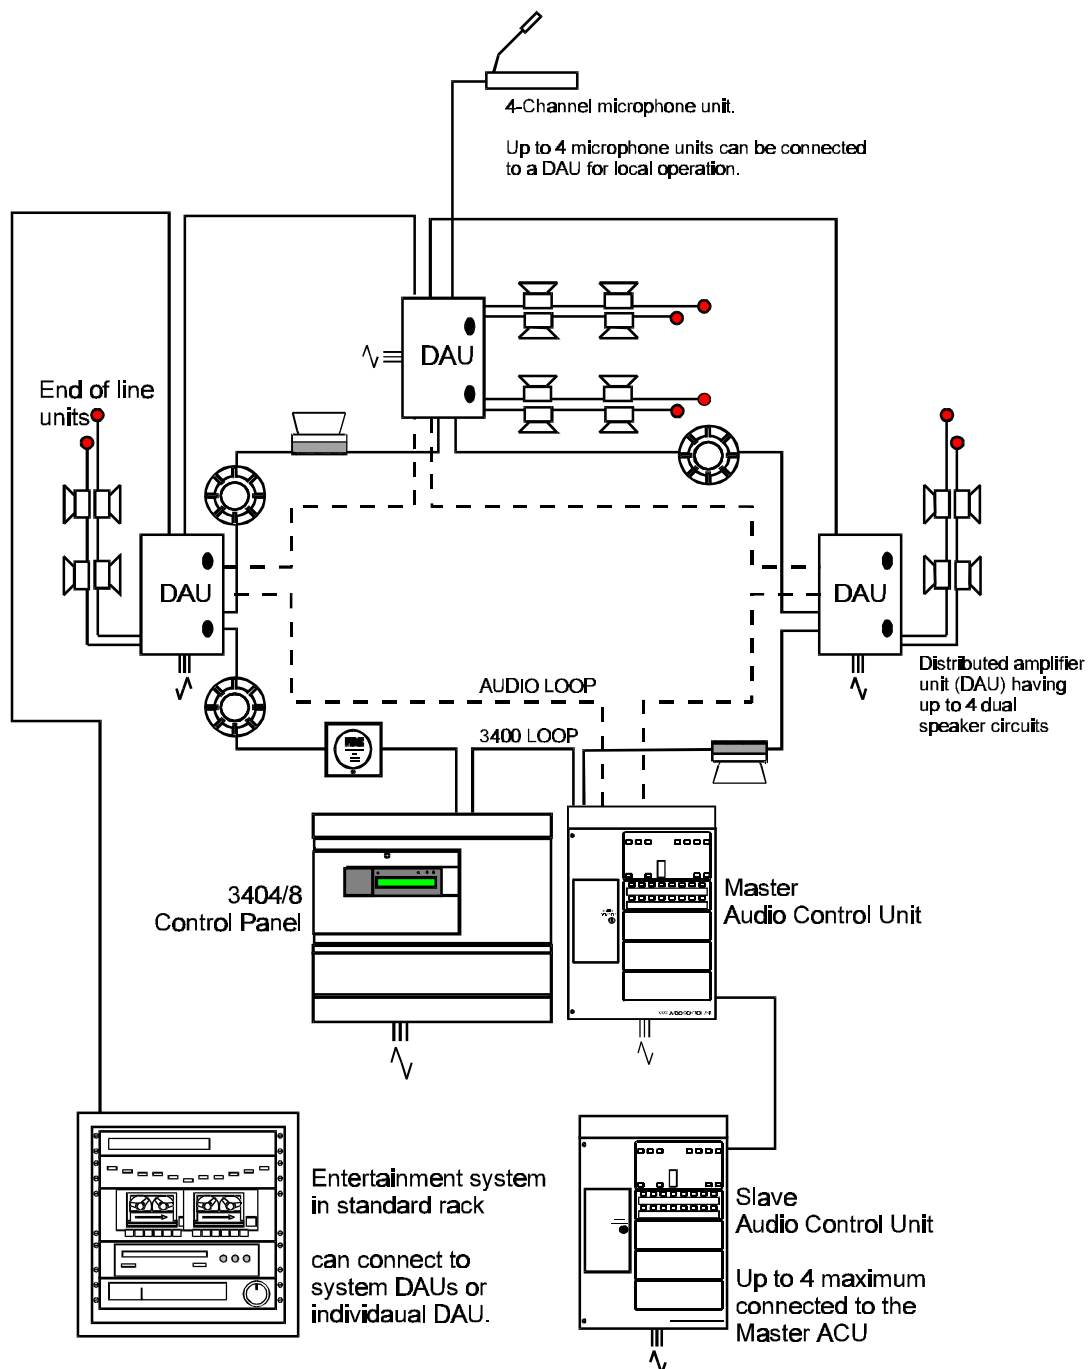 4-Channel microphone unit.
Up to 4 microphone units can be connected
to a DAU for local operation.
DAU
End of line
units
DAU
DAU
Distributed amplifier
unit (DAU) having
up to 4 dual
speaker circuits
AUDIO LOOP
3400 LOOP
3404/8
Control Panel
Master
Audio Control Unit
Entertainment system
in standard rack
can connect to
system DAUs or
individaual DAU.
Slave
Audio Control Unit
Up to 4 maximum
connected to the
Master ACU